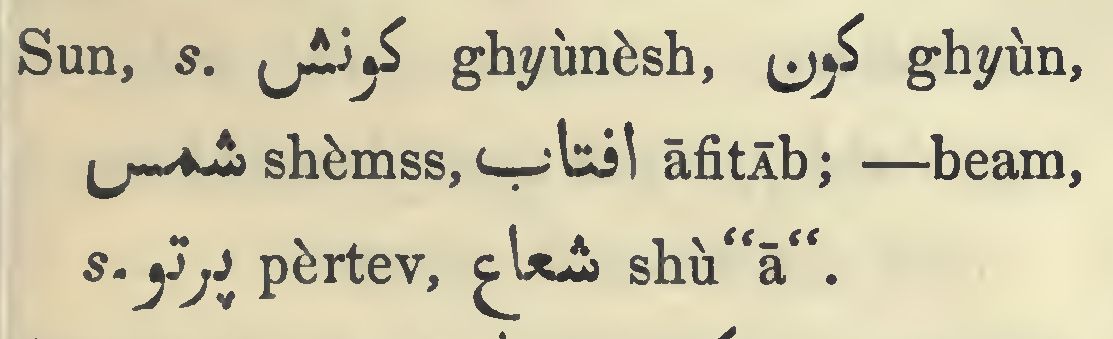 Sun, s. كونش ghyùnèsh, كون ghyùn,
شمس shèmss, افتاب āfitĀb; —beam,
s. پرتو pèrtev, شعاع shù“ā“.